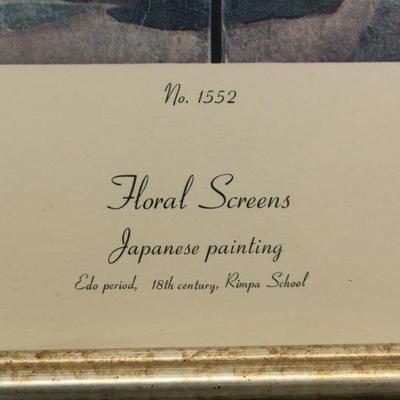 No. 1552
Floral Screens
Japanese painting
Edo period, 18th century, Rimpa School